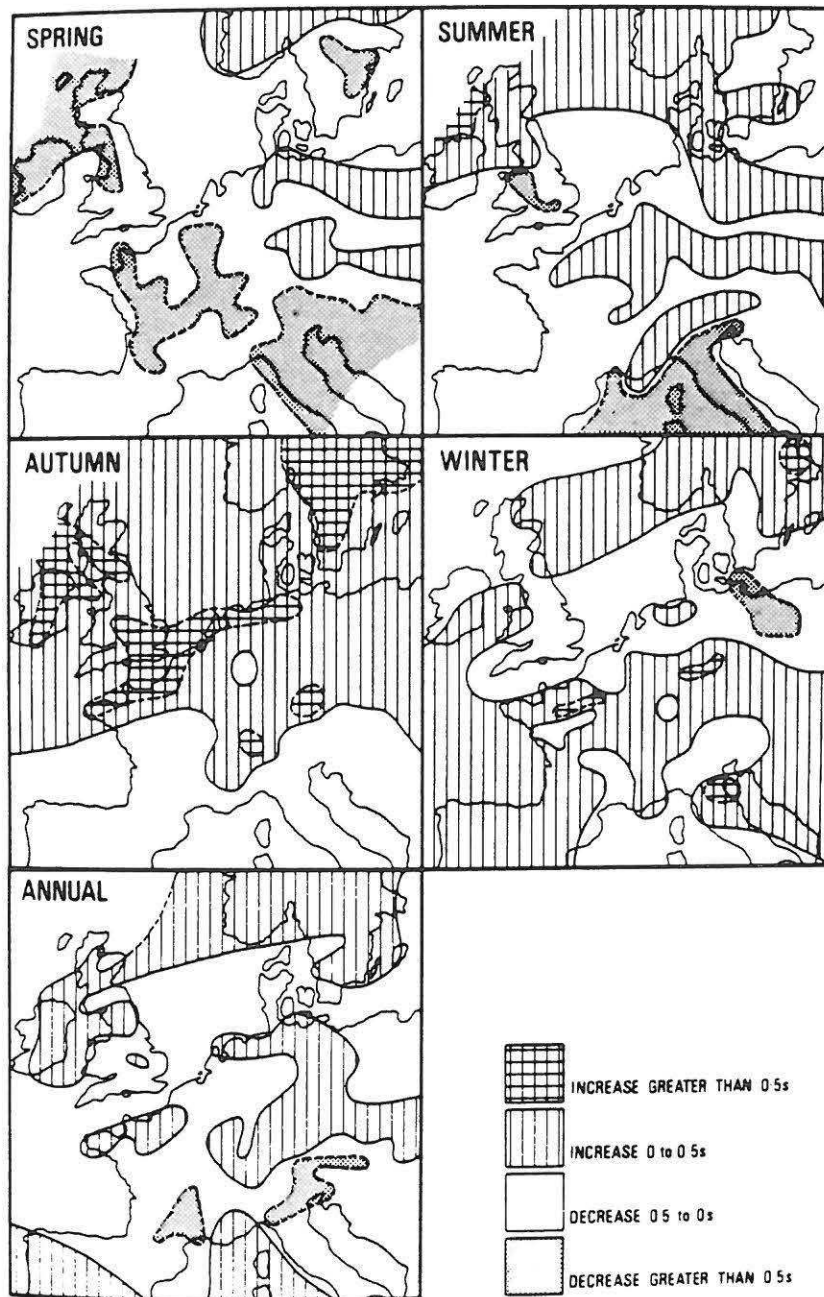 SPRING
SUMMER
AUTUMN
WINTER
ANNUAL
INCREASE GREATER THAN 0·5s
INCREASE 0 to 0·5s
DECREASE 0·5 to 0s
DECREASE GREATER THAN 0·5s